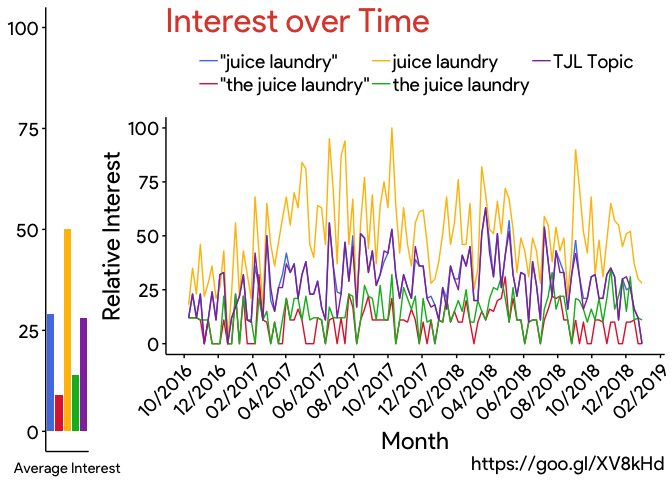 Interest over Time
"juice laundry"
juice laundry
TJL Topic
"the juice laundry"
the juice laundry
100
75
50
25
0
Average Interest
Relative Interest
100
75
50
25
0
10/2016
12/2016
02/2017
04/2017
06/2017
08/2017
10/2017
12/2017
02/2018
04/2018
06/2018
08/2018
10/2018
12/2018
02/2019
Month
https://goo.gl/XV8kHd